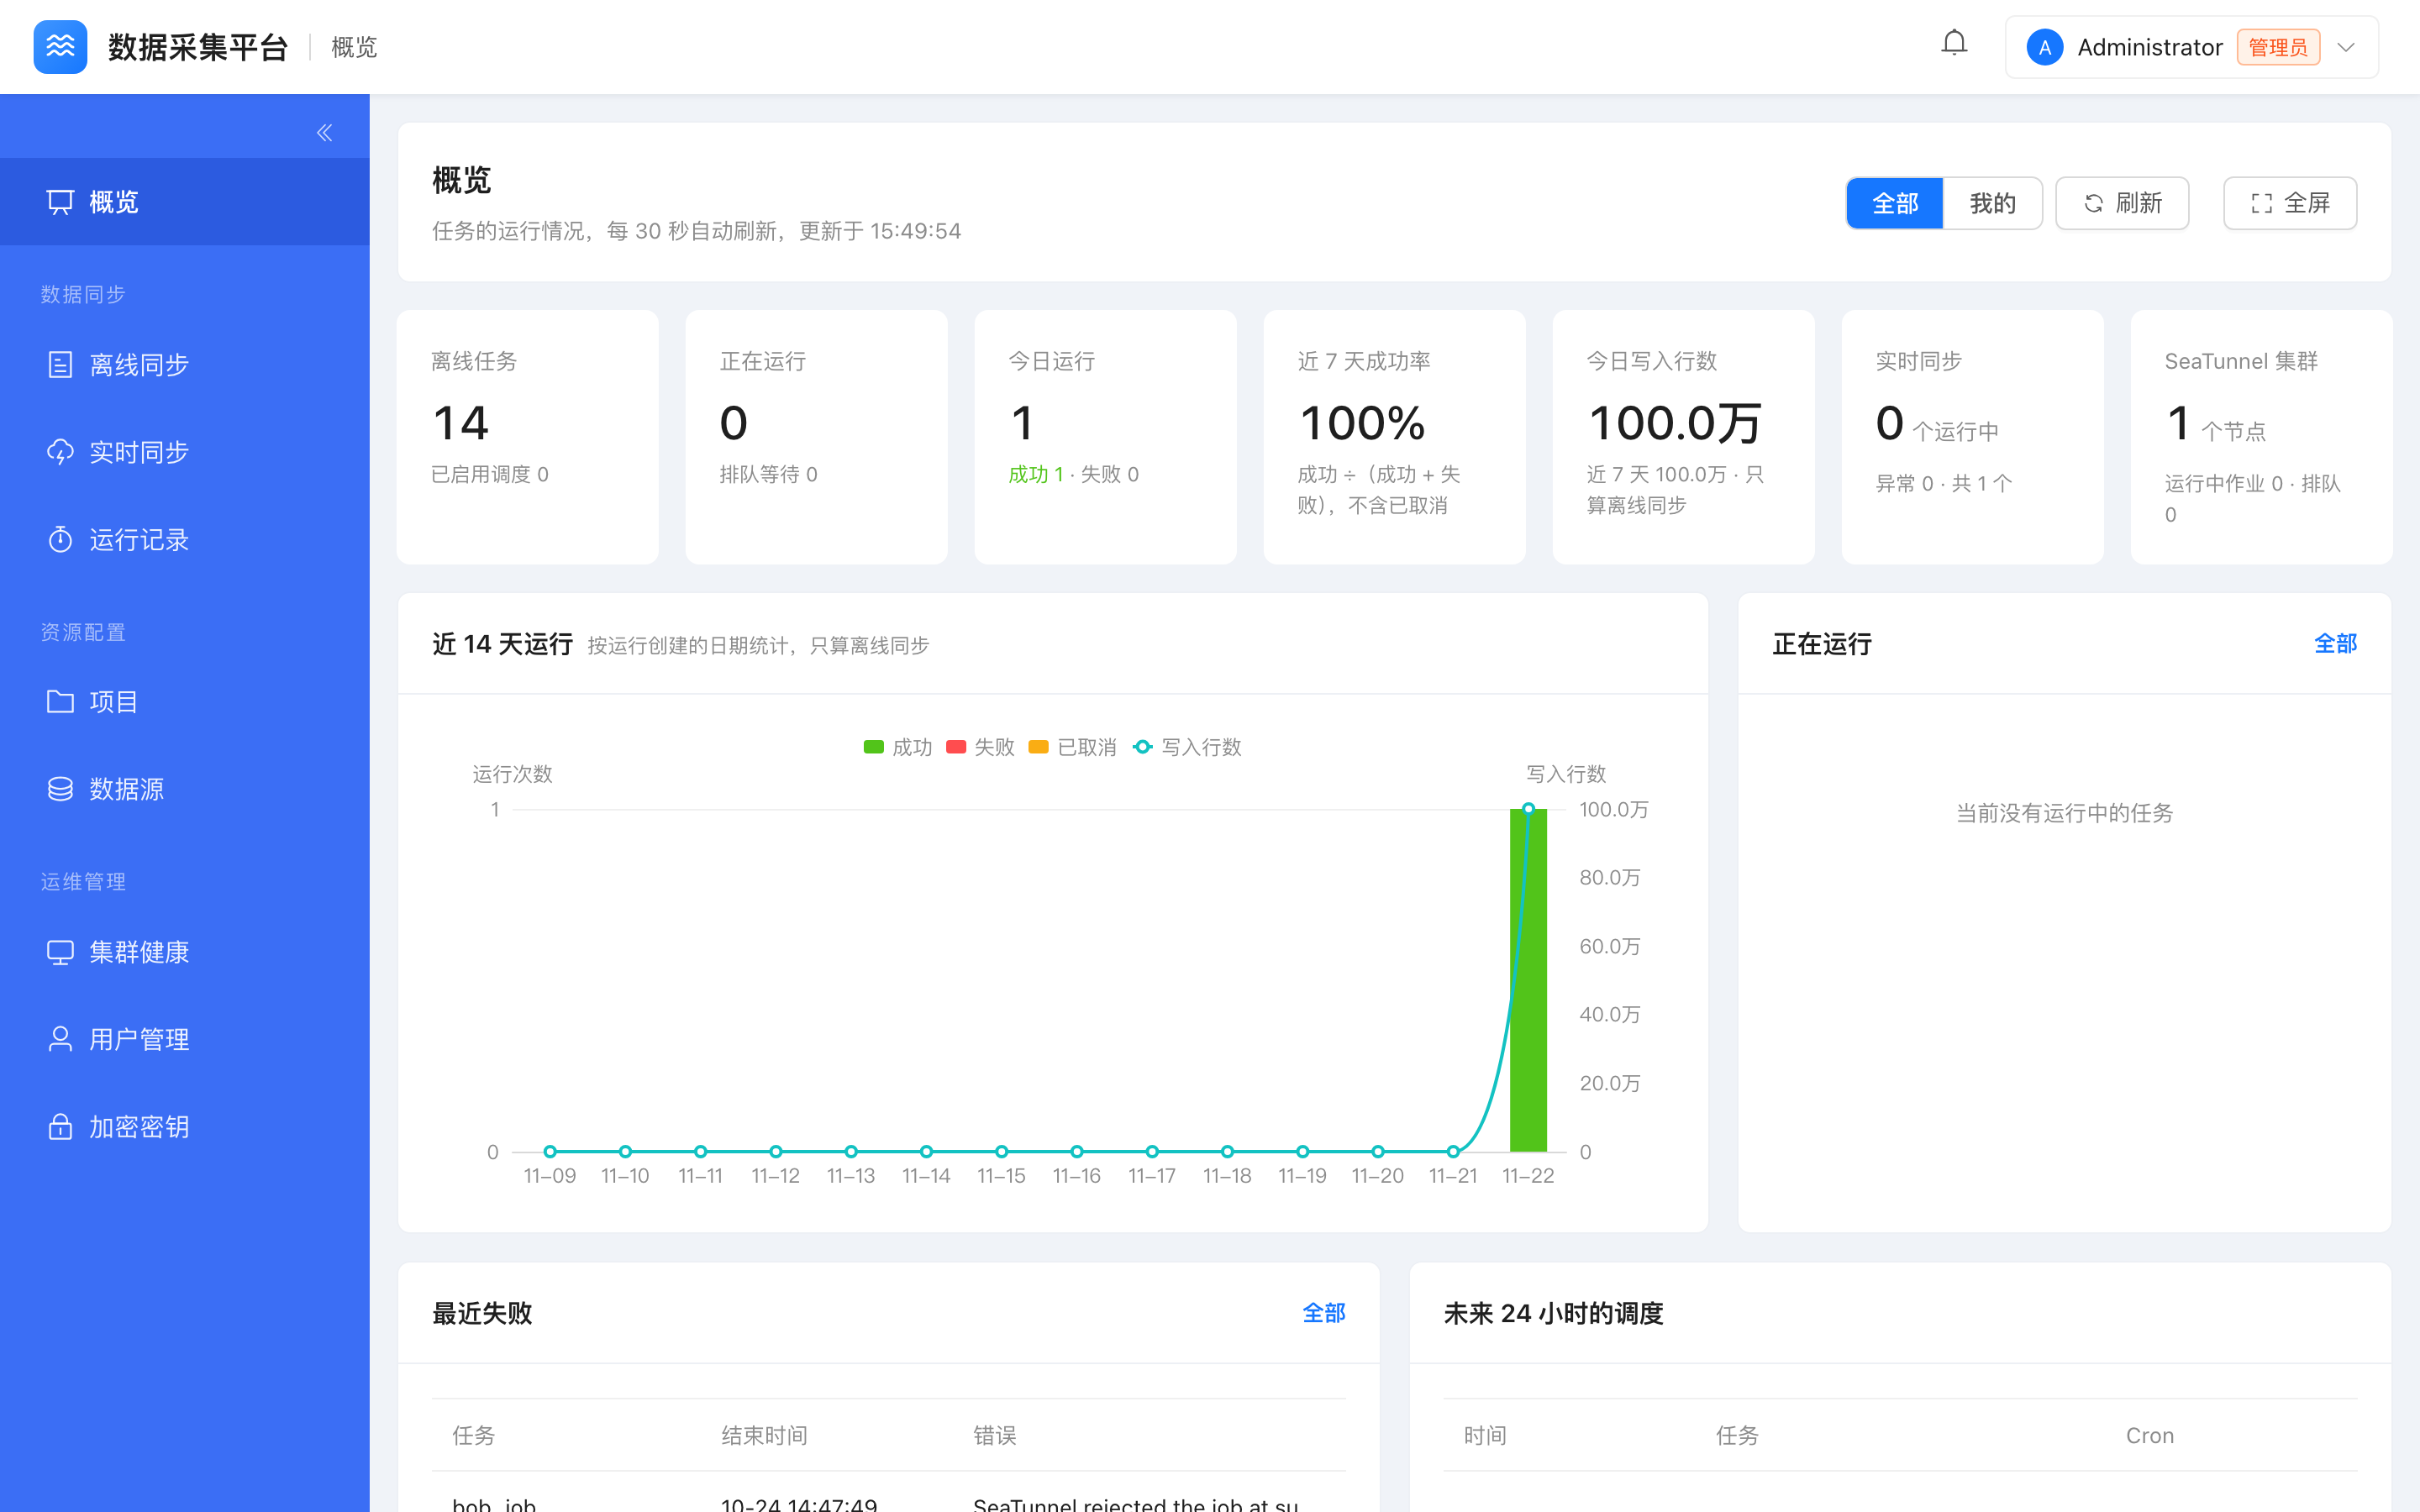 数据采集平台
概览
A Administrator 管理员
概览
数据同步
离线同步
实时同步
运行记录
资源配置
项目
数据源
运维管理
集群健康
用户管理
加密密钥
概览
任务的运行情况，每 30 秒自动刷新，更新于 15:49:54
全部 我的 刷新 全屏
离线任务
14
已启用调度 0
正在运行
0
排队等待 0
今日运行
1
成功 1 · 失败 0
近 7 天成功率
100%
成功 ÷（成功 + 失
败），不含已取消
今日写入行数
100.0万
近 7 天 100.0万 · 只
算离线同步
实时同步
0 个运行中
异常 0 · 共 1 个
SeaTunnel 集群
1 个节点
运行中作业 0 · 排队
0
近 14 天运行 按运行创建的日期统计，只算离线同步
成功 失败 已取消 写入行数
运行次数
写入行数
1
0
100.0万
80.0万
60.0万
40.0万
20.0万
0
11-09 11-10 11-11 11-12 11-13 11-14 11-15 11-16 11-17 11-18 11-19 11-20 11-21 11-22
正在运行 全部
当前没有运行中的任务
最近失败 全部
任务 结束时间 错误
bob_job 10-24 14:47:49 SeaTunnel rejected the job at su
未来 24 小时的调度
时间 任务 Cron